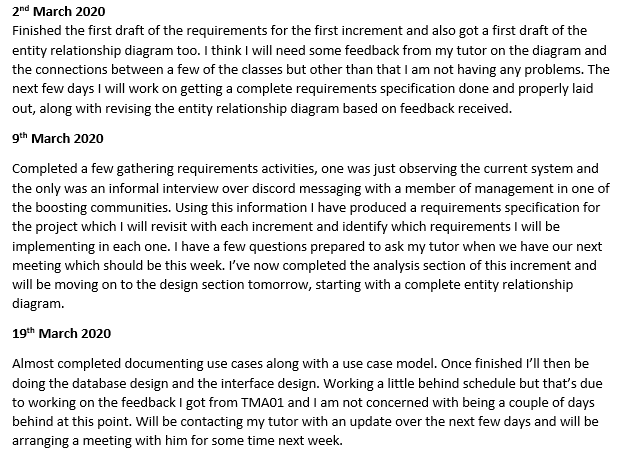 2nd March 2020
Finished the first draft of the requirements for the first increment and also got a first draft of the
entity relationship diagram too. I think I will need some feedback from my tutor on the diagram and
the connections between a few of the classes but other than that I am not having any problems. The
next few days I will work on getting a complete requirements specification done and properly laid
out, along with revising the entity relationship diagram based on feedback received.
9th March 2020
Completed a few gathering requirements activities, one was just observing the current system and
the only was an informal interview over discord messaging with a member of management in one of
the boosting communities. Using this information I have produced a requirements specification for
the project which I will revisit with each increment and identify which requirements I will be
implementing in each one. I have a few questions prepared to ask my tutor when we have our next
meeting which should be this week. I've now completed the analysis section of this increment and
will be moving on to the design section tomorrow, starting with a complete entity relationship
diagram.
19th March 2020
Almost completed documenting use cases along with a use case model. Once finished I'll then be
doing the database design and the interface design. Working a little behind schedule but that's due
to working on the feedback I got from TMA01 and I am not concerned with being a couple of days
behind at this point. Will be contacting my tutor with an update over the next few days and will be
arranging a meeting with him for some time next week.